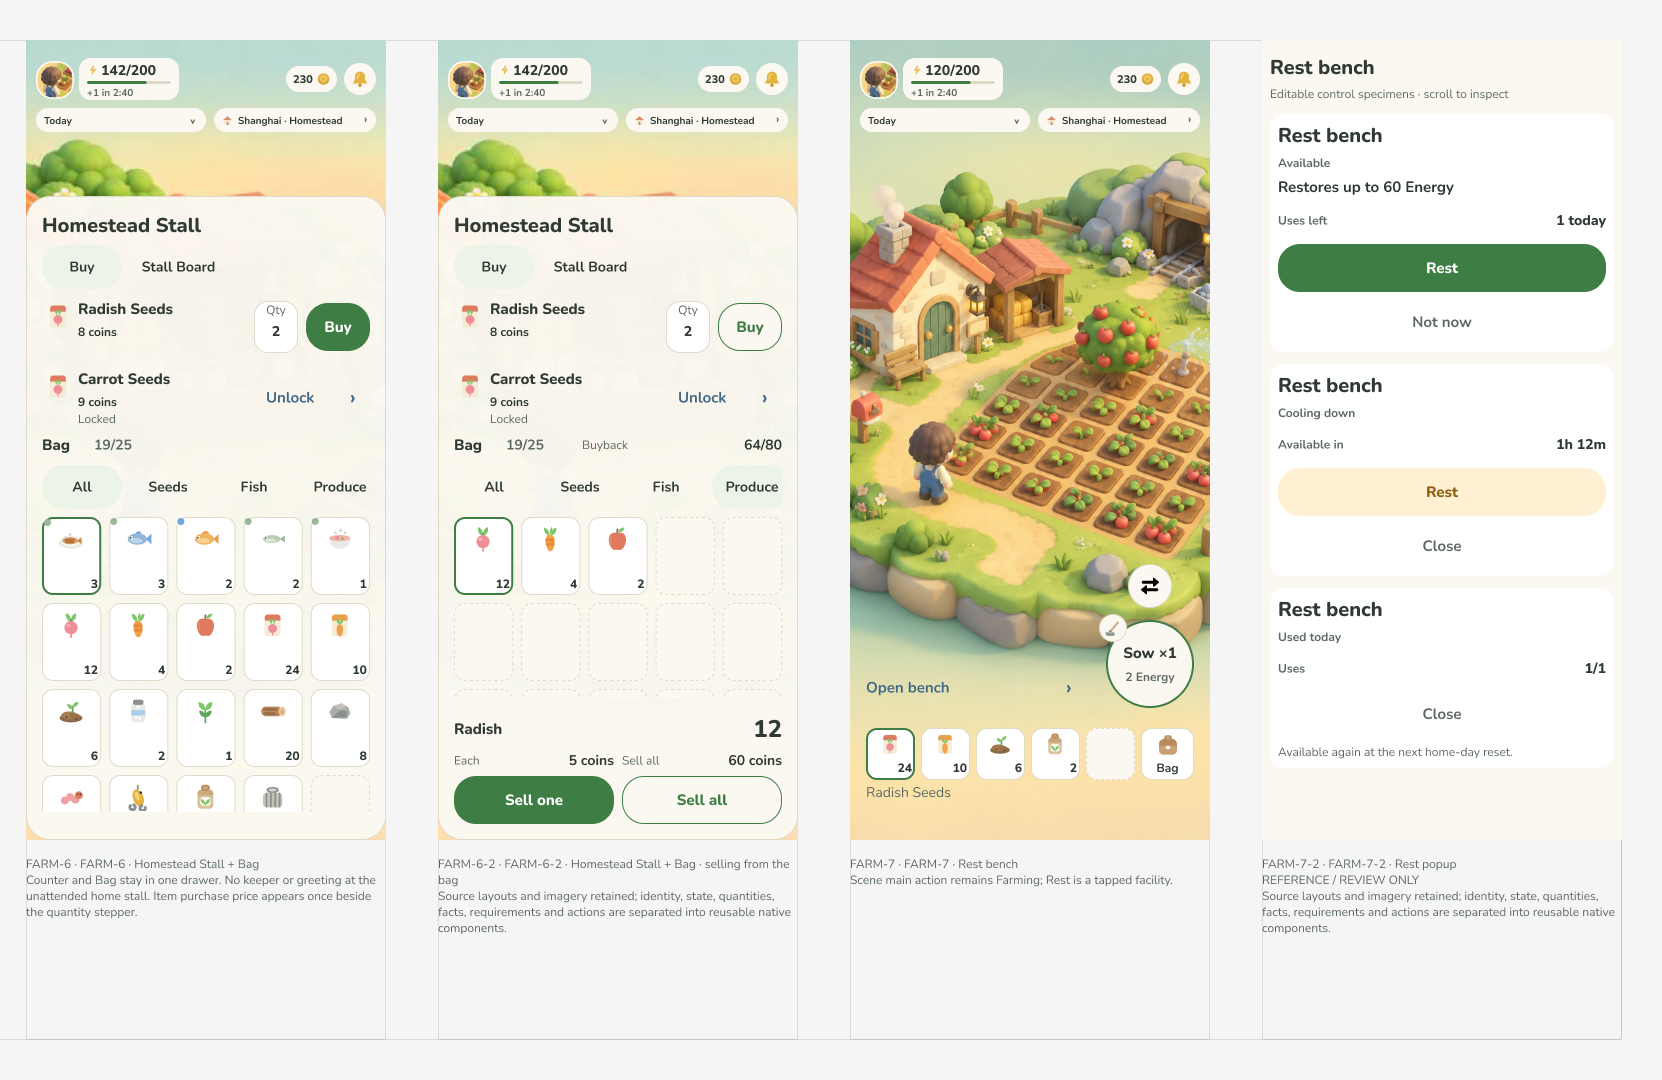 142/200
+1 in 2:40
230
Today
Shanghai · Homestead
Homestead Stall
Buy
Stall Board
Radish Seeds
8 coins
Qty
2
Buy
Carrot Seeds
9 coins
Locked
Unlock
Bag
19/25
All
Seeds
Fish
Produce
3
3
2
2
1
12
4
2
24
10
6
2
1
20
8
FARM-6 · FARM-6 · Homestead Stall + Bag
Counter and Bag stay in one drawer. No keeper or greeting at the
unattended home stall. Item purchase price appears once beside
the quantity stepper.
142/200
+1 in 2:40
230
Today
Shanghai · Homestead
Homestead Stall
Buy
Stall Board
Radish Seeds
8 coins
Qty
2
Buy
Carrot Seeds
9 coins
Locked
Unlock
Bag
19/25
Buyback
64/80
All
Seeds
Fish
Produce
12
4
2
Radish
12
Each
5 coins
Sell all
60 coins
Sell one
Sell all
FARM-6-2 · FARM-6-2 · Homestead Stall + Bag · selling from the
bag
Source layouts and imagery retained; identity, state, quantities,
facts, requirements and actions are separated into reusable native
components.
120/200
+1 in 2:40
230
Today
Shanghai · Homestead
Sow ×1
2 Energy
Open bench
24
10
6
2
Bag
Radish Seeds
FARM-7 · FARM-7 · Rest bench
Scene main action remains Farming; Rest is a tapped facility.
Rest bench
Editable control specimens · scroll to inspect
Rest bench
Available
Restores up to 60 Energy
Uses left
1 today
Rest
Not now
Rest bench
Cooling down
Available in
1h 12m
Rest
Close
Rest bench
Used today
Uses
1/1
Close
Available again at the next home-day reset.
FARM-7-2 · FARM-7-2 · Rest popup
REFERENCE / REVIEW ONLY
Source layouts and imagery retained; identity, state, quantities,
facts, requirements and actions are separated into reusable native
components.